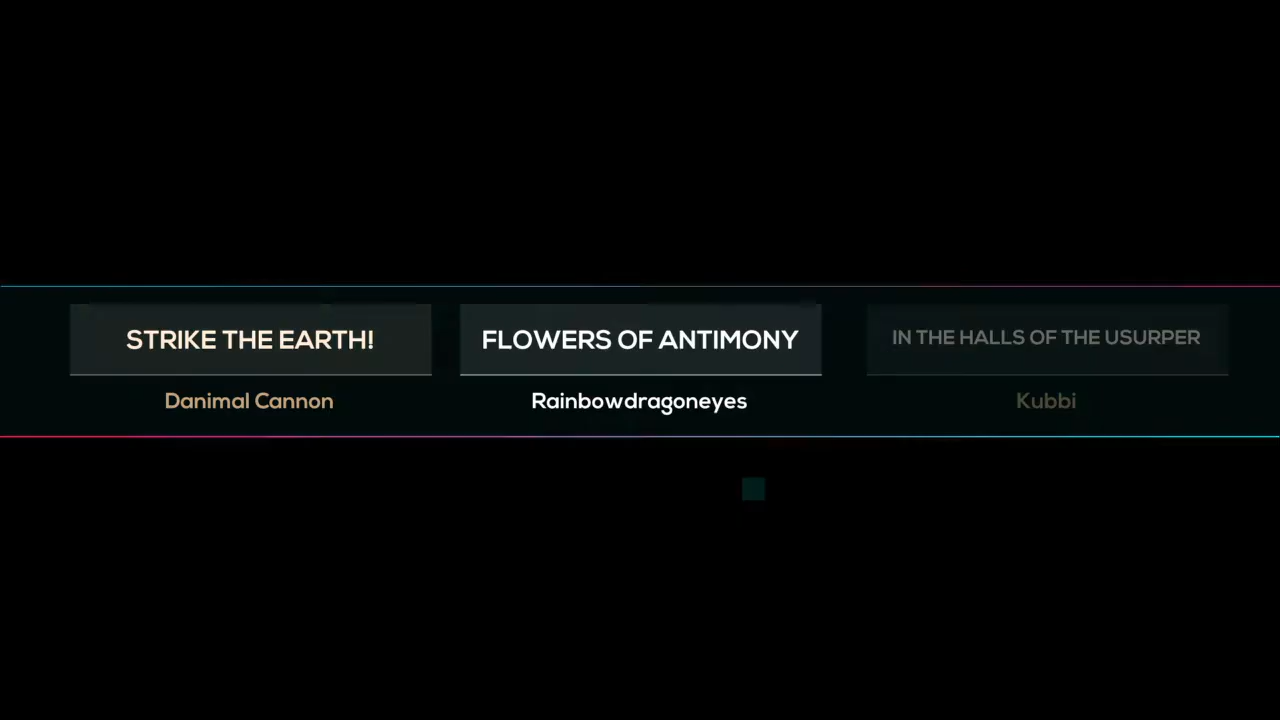 STRIKE THE EARTH!
Danimal Cannon
FLOWERS OF ANTIMONY
Rainbowdragoneyes
IN THE HALLS OF THE USURPER
Kubbi